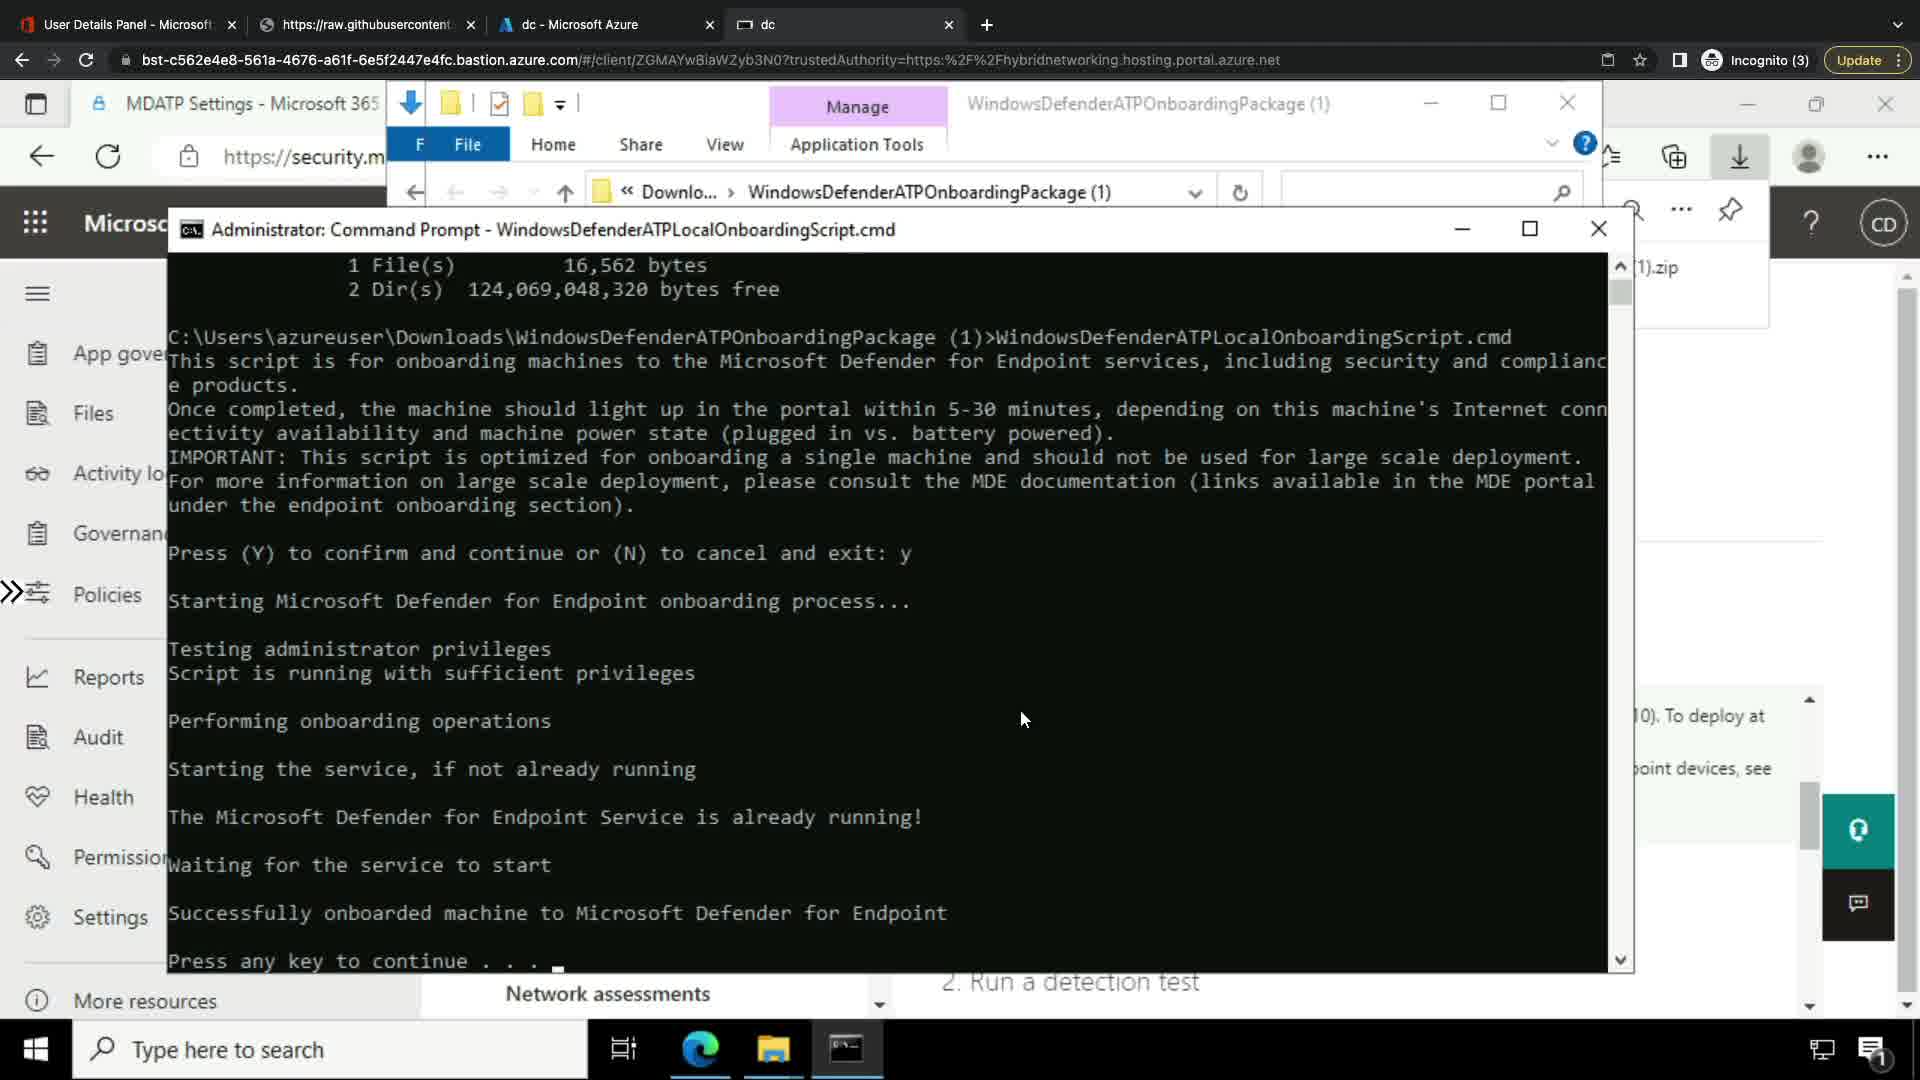 User Details Panel - Microsoft
https://raw.githubusercontent
dc - Microsoft Azure
dc
bst-c562e4e8-561a-4676-a61f-6e5f2447e4fc.bastion.azure.com/#/client/ZGMAYwBiaWZyb3N0?trustedAuthority=https:%2F%2Fhybridnetworking.hosting.portal.azure.net
Incognito (3)
Update
MDATP Settings - Microsoft 365
Manage
WindowsDefenderATPOnboardingPackage (1)
https://security.m
F
File
Home
Share
View
Application Tools
« Downlo... › WindowsDefenderATPOnboardingPackage (1)
Microsc
CD
Administrator: Command Prompt - WindowsDefenderATPLocalOnboardingScript.cmd
(1).zip
1 File(s) 16,562 bytes
2 Dir(s) 124,069,048,320 bytes free
C:\Users\azureuser\Downloads\WindowsDefenderATPOnboardingPackage (1)>WindowsDefenderATPLocalOnboardingScript.cmd
This script is for onboarding machines to the Microsoft Defender for Endpoint services, including security and complianc
e products.
Once completed, the machine should light up in the portal within 5-30 minutes, depending on this machine's Internet conn
ectivity availability and machine power state (plugged in vs. battery powered).
IMPORTANT: This script is optimized for onboarding a single machine and should not be used for large scale deployment.
For more information on large scale deployment, please consult the MDE documentation (links available in the MDE portal
under the endpoint onboarding section).
Press (Y) to confirm and continue or (N) to cancel and exit: y
Starting Microsoft Defender for Endpoint onboarding process...
Testing administrator privileges
Script is running with sufficient privileges
Performing onboarding operations
Starting the service, if not already running
The Microsoft Defender for Endpoint Service is already running!
Waiting for the service to start
Successfully onboarded machine to Microsoft Defender for Endpoint
Press any key to continue . . .
App gover
Files
Activity lo
Governan
Policies
Reports
Audit
Health
Permission
Settings
More resources
10). To deploy at
point devices, see
Network assessments
2. Run a detection test
Type here to search
1